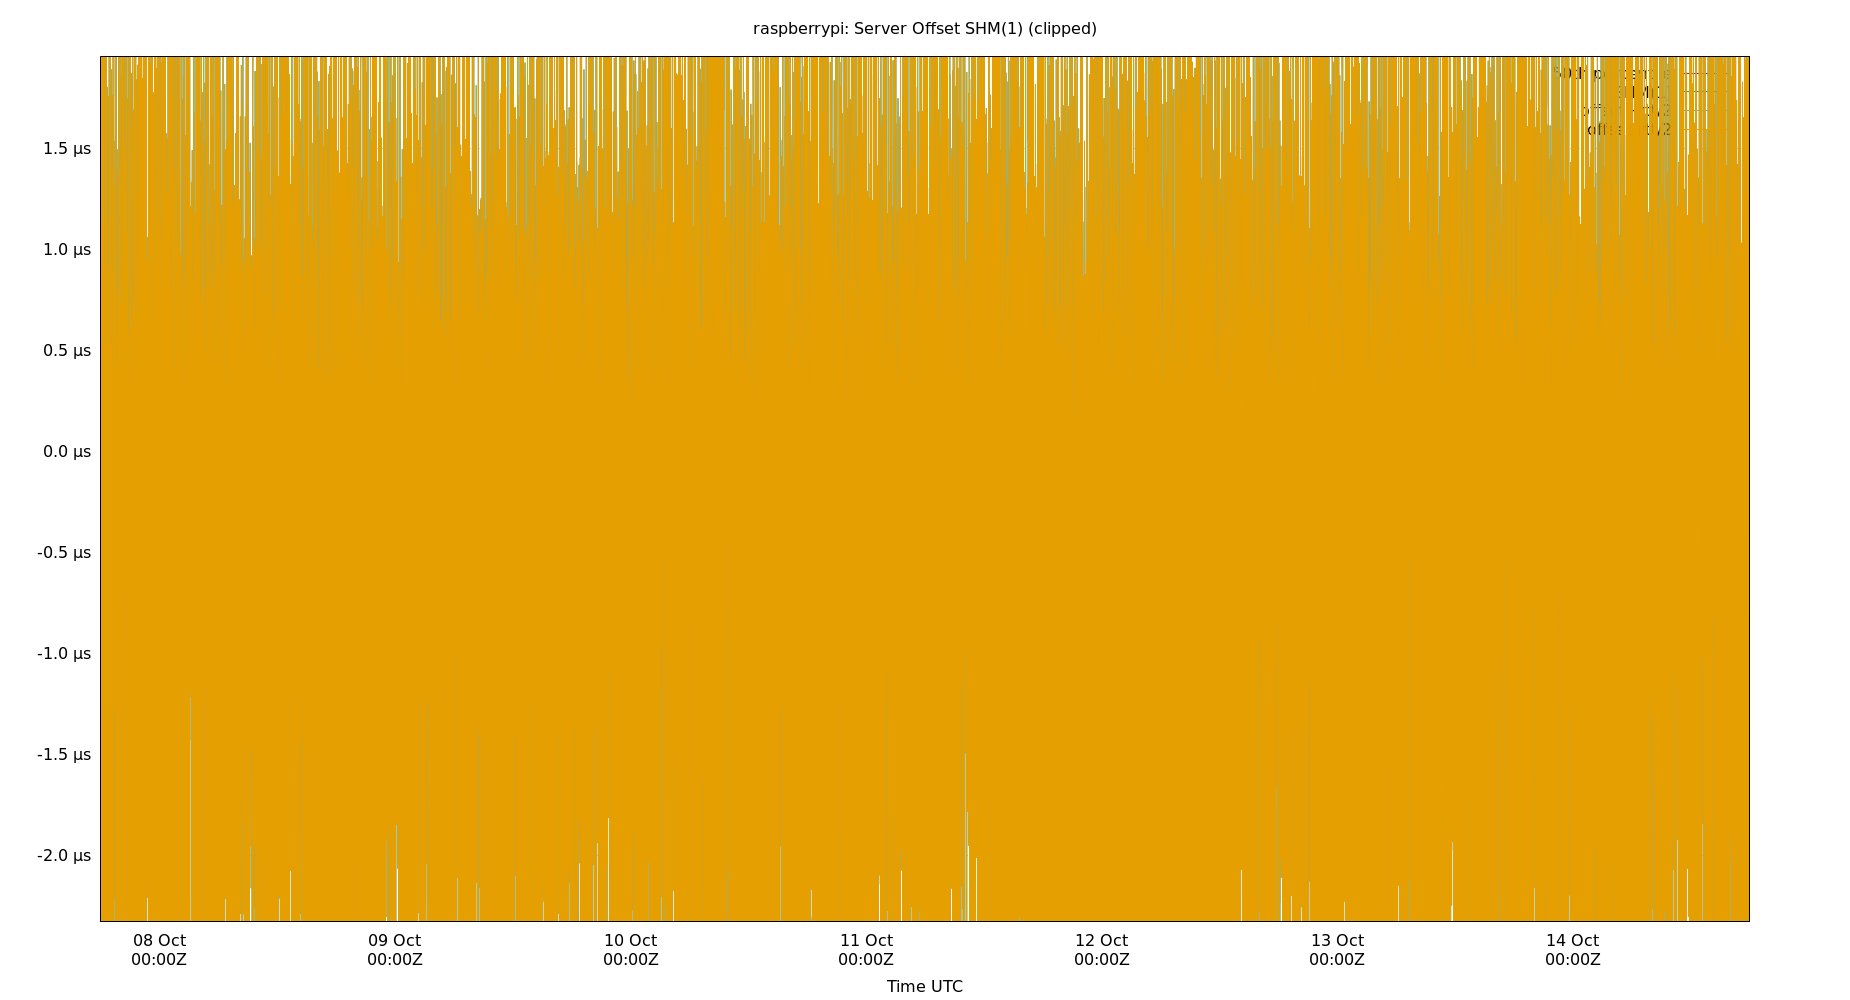 raspberrypi: Server Offset SHM(1) (clipped)
1.5 µs
1.0 µs
0.5 µs
0.0 µs
-0.5 µs
-1.0 µs
-1.5 µs
-2.0 µs
08 Oct 09 Oct 10 Oct 11 Oct 12 Oct 13 Oct 14 Oct
00:00Z 00:00Z 00:00Z 00:00Z 00:00Z 00:00Z 00:00Z
Time UTC